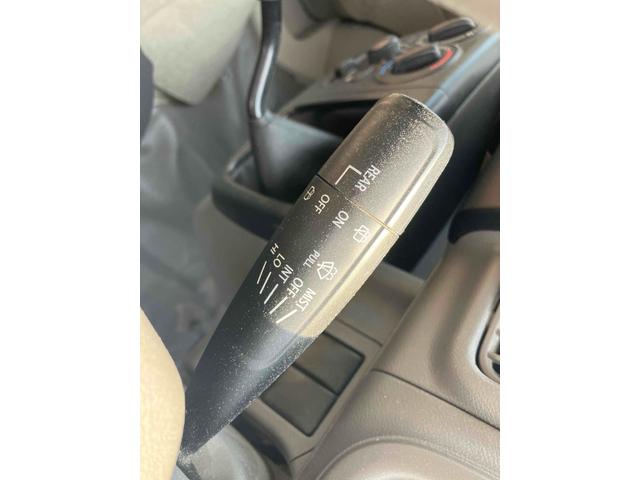 REAR
OFF
ON
PULL
MIST
OFF
INT
LO
HI